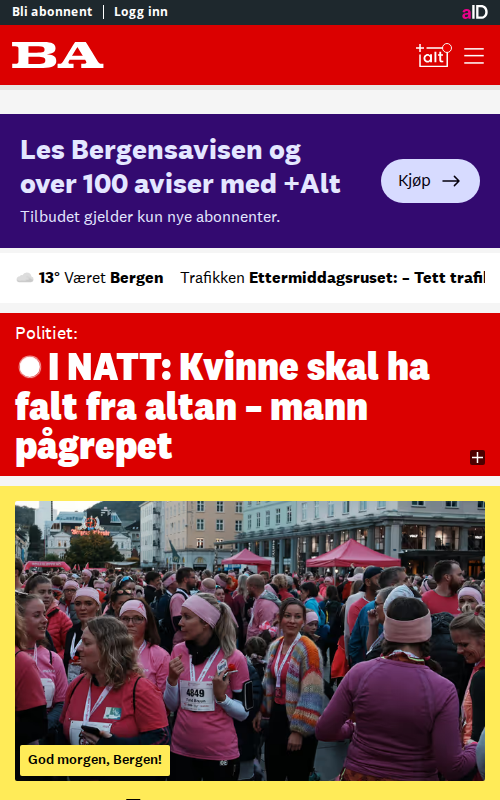 Bli abonnent | Logg inn
aID
BA
+alt
Les Bergensavisen og
over 100 aviser med +Alt
Tilbudet gjelder kun nye abonnenter.
Kjøp
13° Været Bergen Trafikken Ettermiddagsruset: – Tett trafi
Politiet:
I NATT: Kvinne skal ha
falt fra altan – mann
pågrepet
4849
God morgen, Bergen!